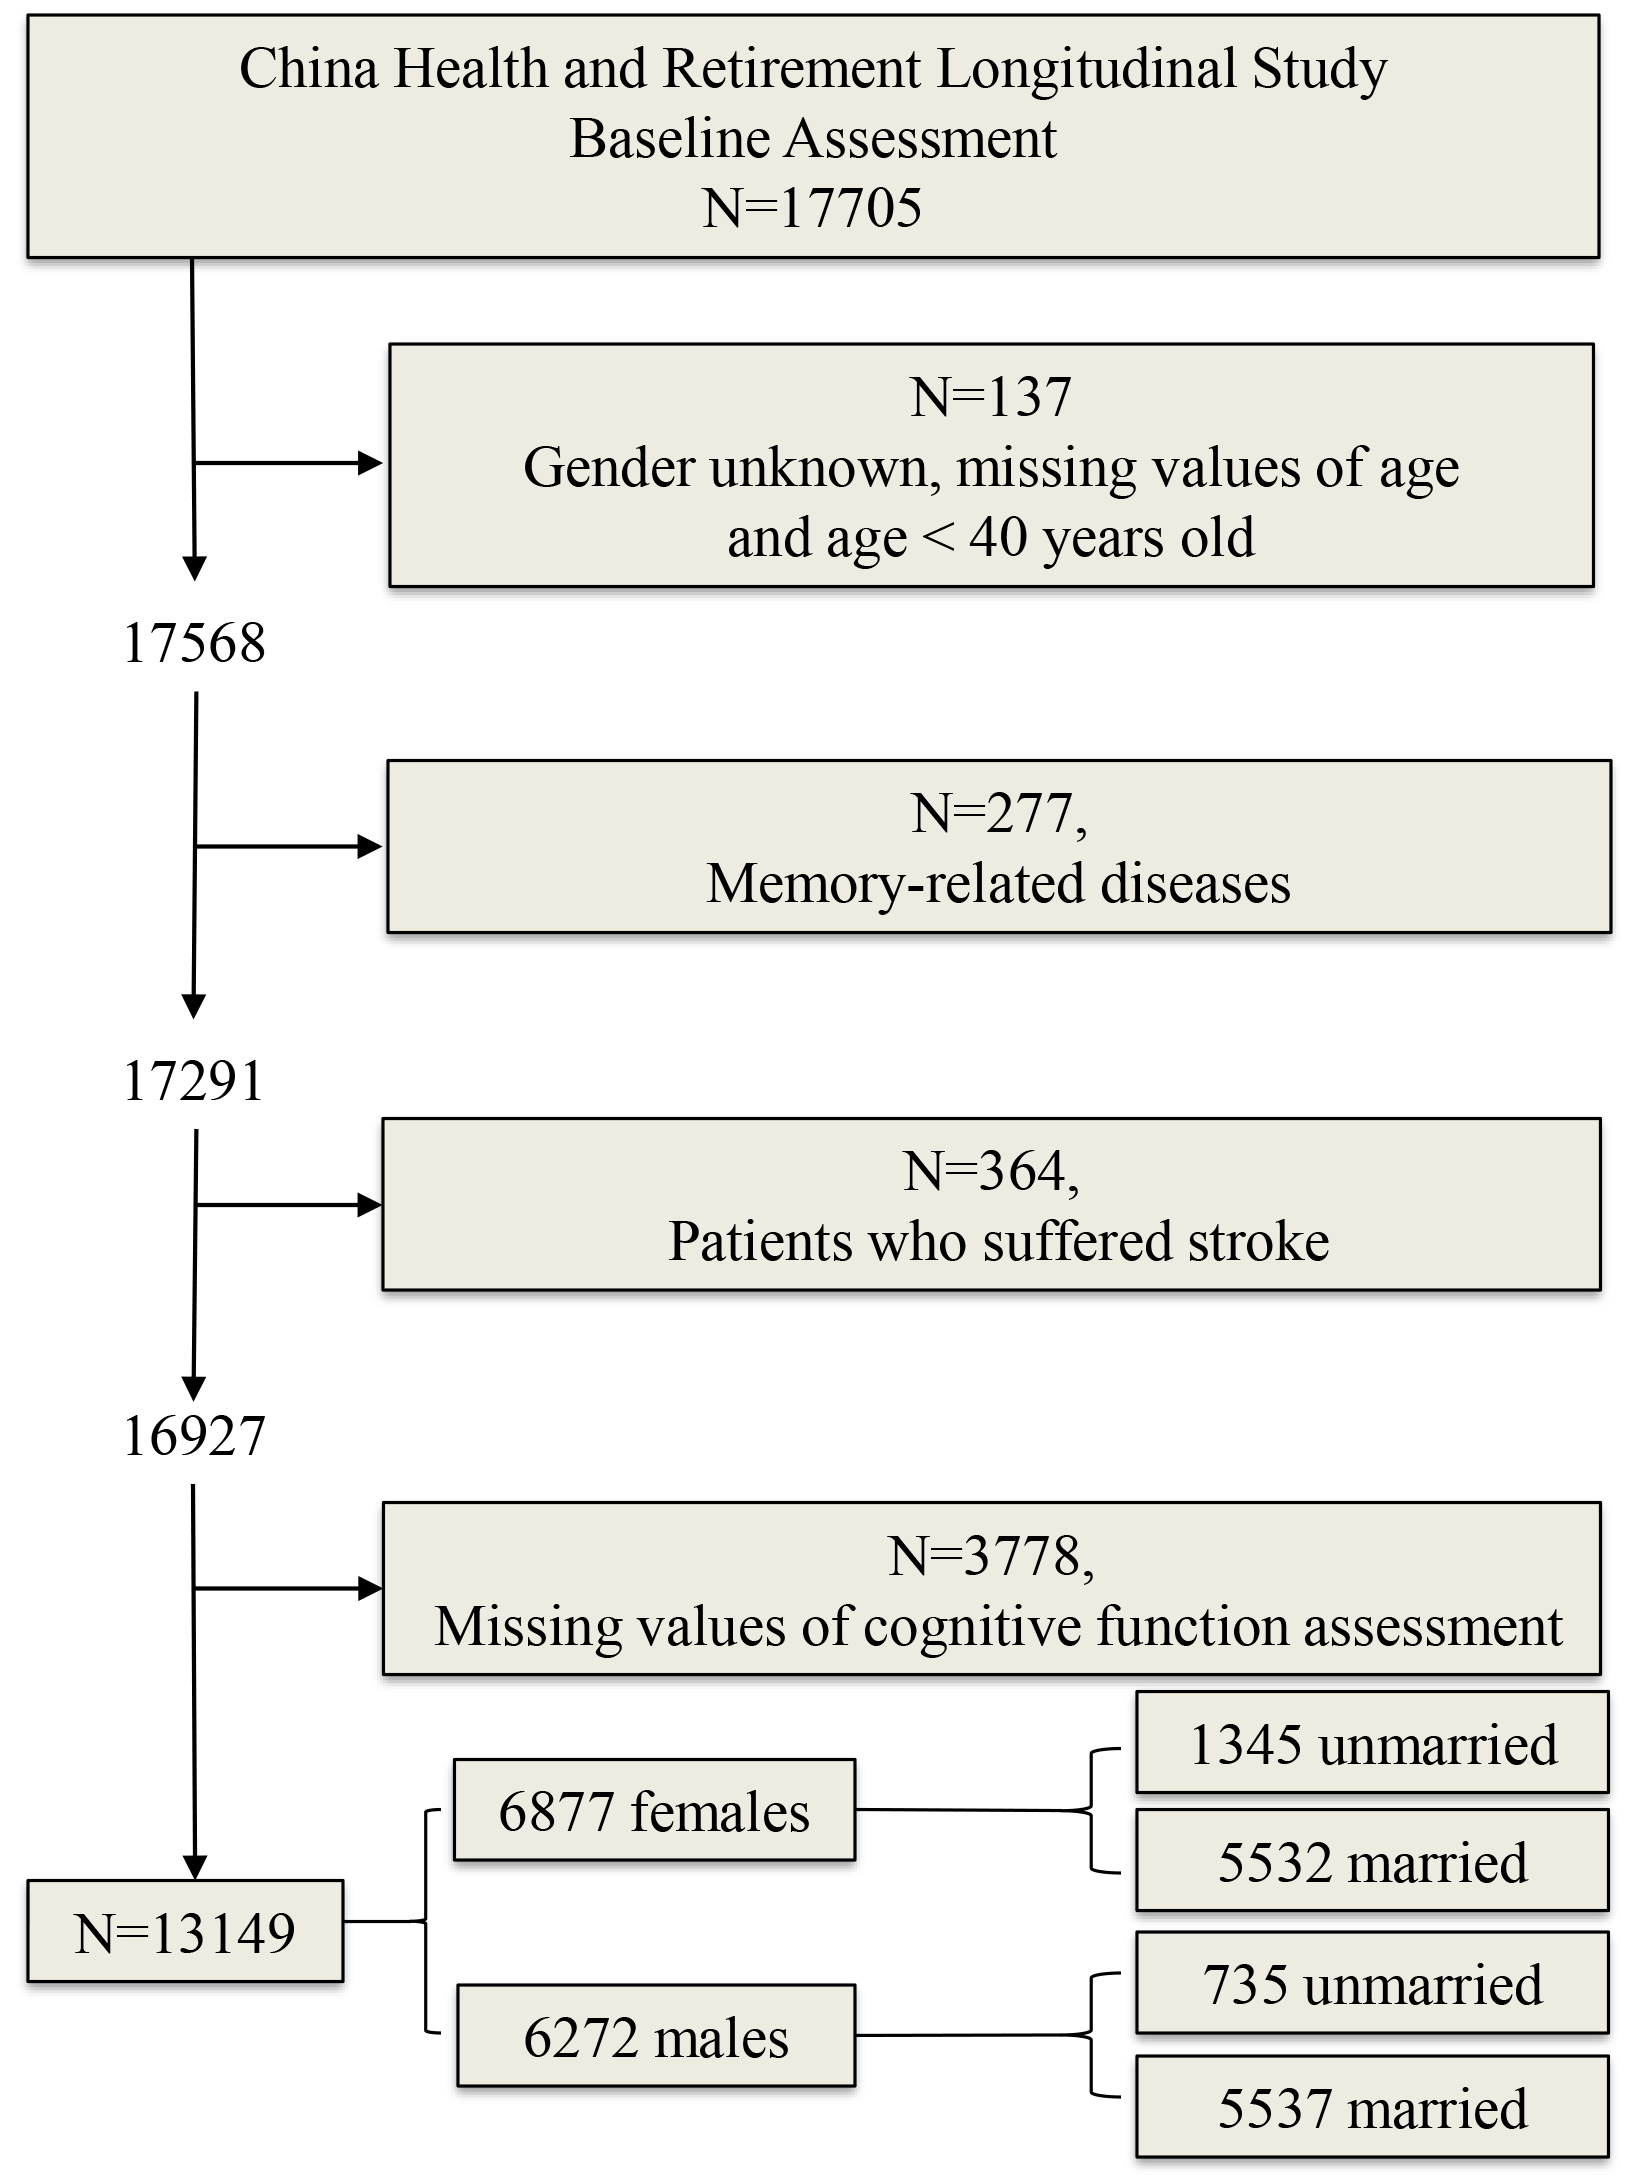 China Health and Retirement Longitudinal Study
Baseline Assessment
N=17705
N=137
Gender unknown, missing values of age
and age < 40 years old
17568
N=277,
Memory-related diseases
17291
N=364,
Patients who suffered stroke
16927
N=3778,
Missing values of cognitive function assessment
N=13149
6877 females
1345 unmarried
5532 married
6272 males
735 unmarried
5537 married